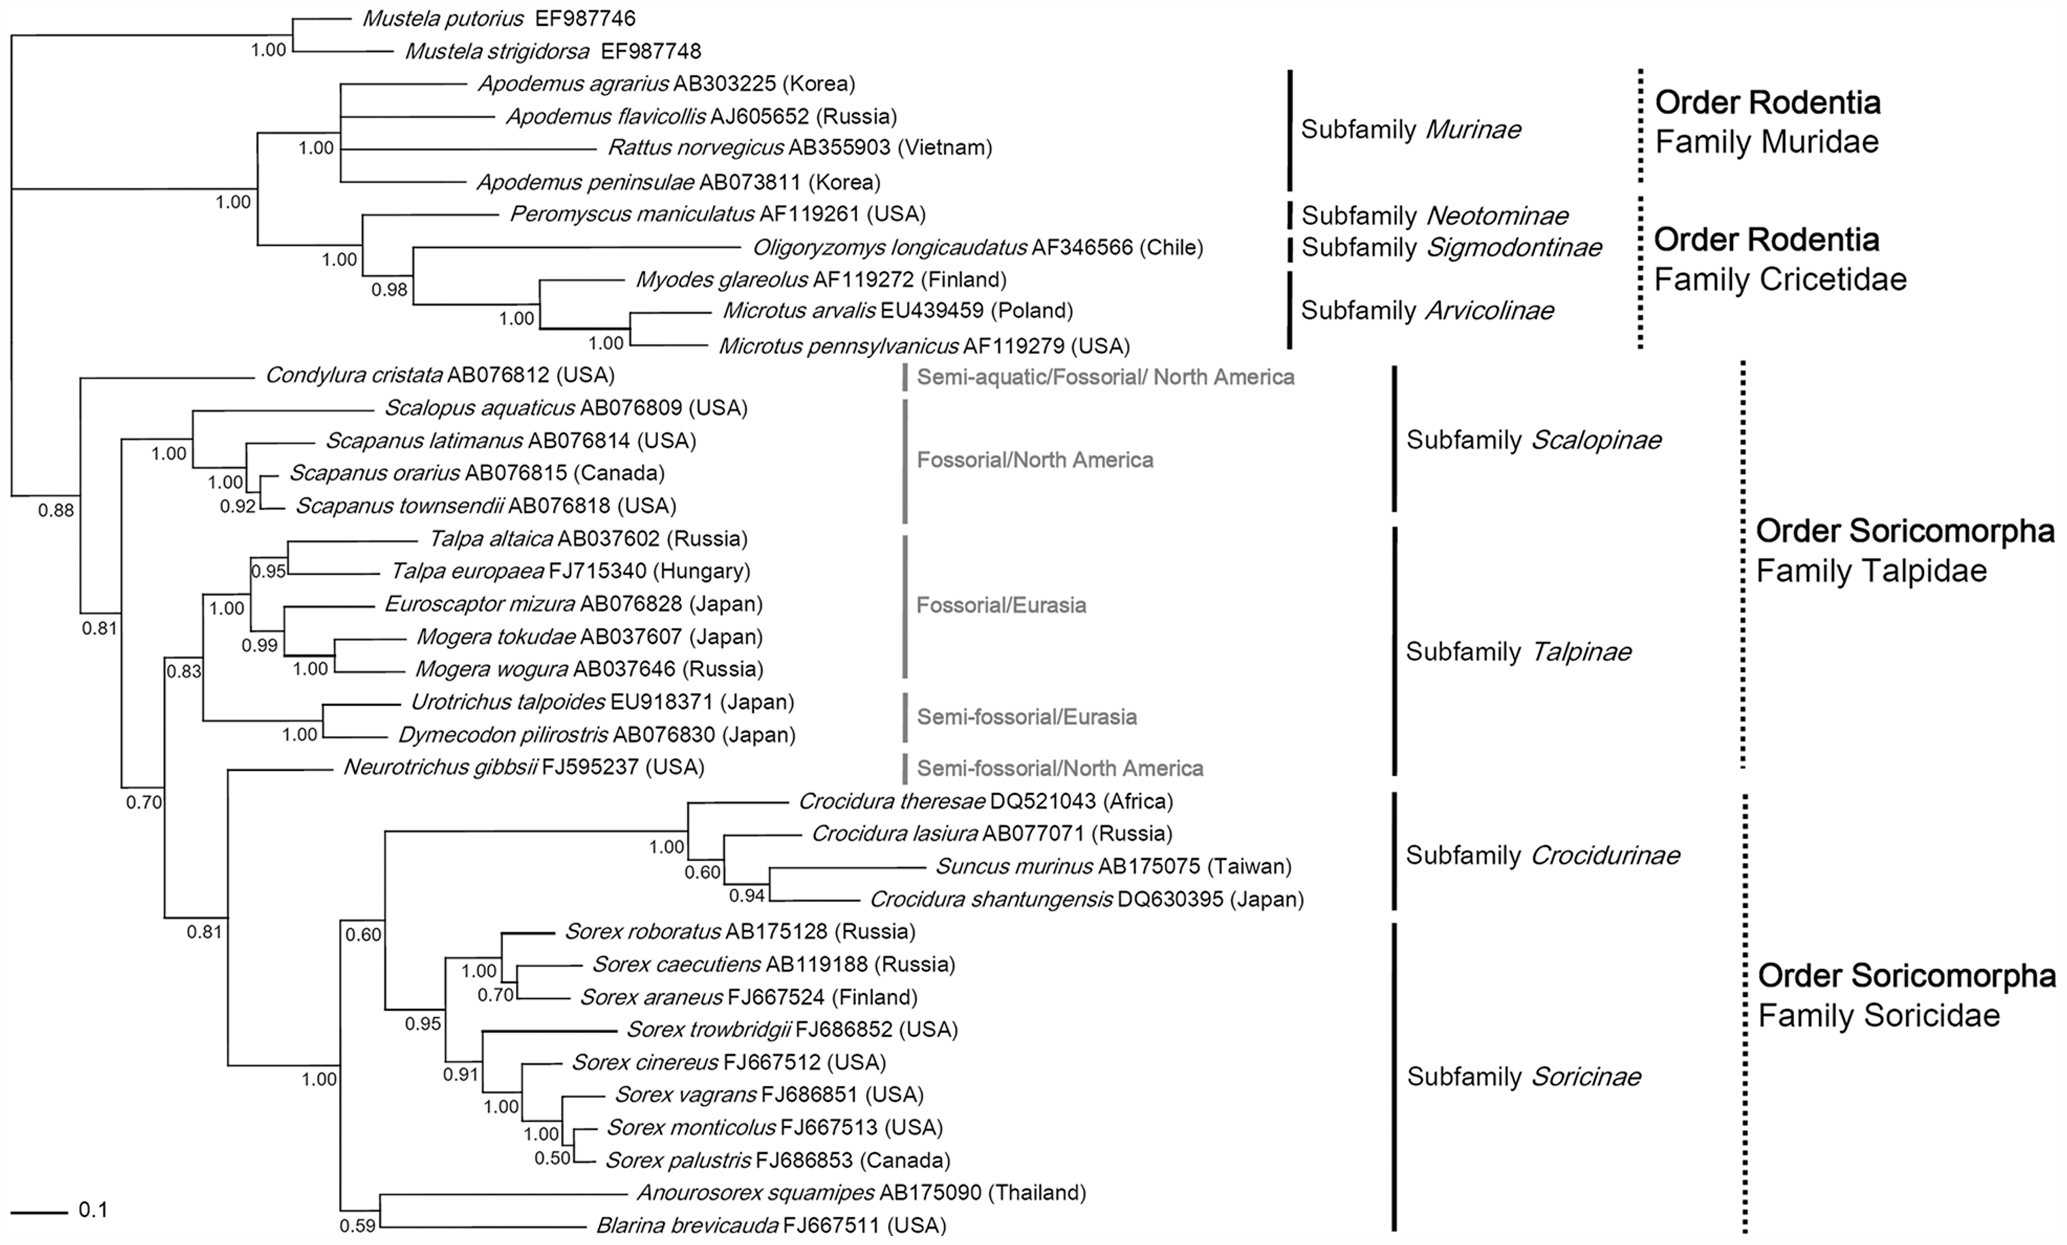 Mustela putorius EF987746
1.00
Mustela strigidorsa EF987748
Apodemus agrarius AB303225 (Korea)
Apodemus flavicollis AJ605652 (Russia)
1.00
Rattus norvegicus AB355903 (Vietnam)
Apodemus peninsulae AB073811 (Korea)
Subfamily Murinae
Order Rodentia
Family Muridae
1.00
Peromyscus maniculatus AF119261 (USA)
Subfamily Neotominae
1.00
Oligoryzomys longicaudatus AF346566 (Chile)
Subfamily Sigmodontinae
Order Rodentia
Family Cricetidae
0.98
Myodes glareolus AF119272 (Finland)
1.00
Microtus arvalis EU439459 (Poland)
Subfamily Arvicolinae
1.00
Microtus pennsylvanicus AF119279 (USA)
Condylura cristata AB076812 (USA)
Semi-aquatic/Fossorial/ North America
Scalopus aquaticus AB076809 (USA)
1.00
Scapanus latimanus AB076814 (USA)
Subfamily Scalopinae
Fossorial/North America
1.00
Scapanus orarius AB076815 (Canada)
0.92
Scapanus townsendii AB076818 (USA)
0.88
Talpa altaica AB037602 (Russia)
Order Soricomorpha
Family Talpidae
0.95
Talpa europaea FJ715340 (Hungary)
1.00
Euroscaptor mizura AB076828 (Japan)
Fossorial/Eurasia
0.81
0.99
Mogera tokudae AB037607 (Japan)
Subfamily Talpinae
1.00
Mogera wogura AB037646 (Russia)
0.83
Urotrichus talpoides EU918371 (Japan)
Semi-fossorial/Eurasia
1.00
Dymecodon pilirostris AB076830 (Japan)
Neurotrichus gibbsii FJ595237 (USA)
Semi-fossorial/North America
0.70
Crocidura theresae DQ521043 (Africa)
1.00
Crocidura lasiura AB077071 (Russia)
Subfamily Crocidurinae
0.60
Suncus murinus AB175075 (Taiwan)
0.94
Crocidura shantungensis DQ630395 (Japan)
0.81
0.60
Sorex roboratus AB175128 (Russia)
1.00
Sorex caecutiens AB119188 (Russia)
0.70
Sorex araneus FJ667524 (Finland)
Order Soricomorpha
Family Soricidae
0.95
Sorex trowbridgii FJ686852 (USA)
0.91
Sorex cinereus FJ667512 (USA)
Subfamily Soricinae
1.00
1.00
Sorex vagrans FJ686851 (USA)
1.00
Sorex monticolus FJ667513 (USA)
0.50
Sorex palustris FJ686853 (Canada)
Anourosorex squamipes AB175090 (Thailand)
0.59
Blarina brevicauda FJ667511 (USA)
0.1